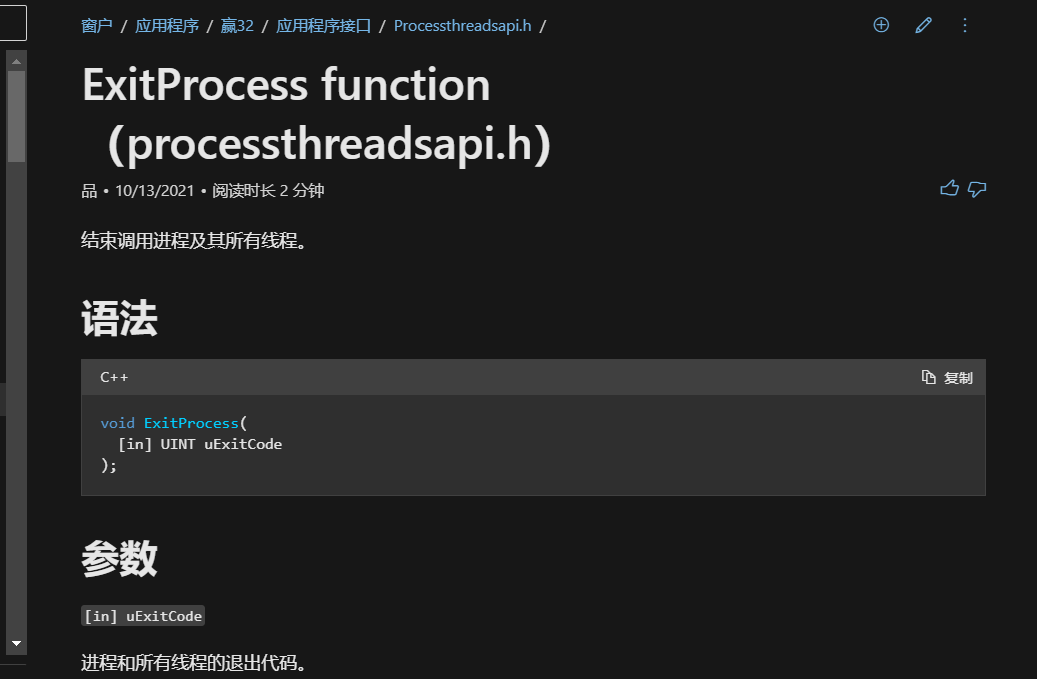 窗户 / 应用程序 / 赢32 / 应用程序接口 / Processthreadsapi.h /
ExitProcess function
（processthreadsapi.h）
品 • 10/13/2021 • 阅读时长 2 分钟
结束调用进程及其所有线程。
语法
C++ 复制
void ExitProcess(
  [in] UINT uExitCode
);
参数
[in] uExitCode
进程和所有线程的退出代码。